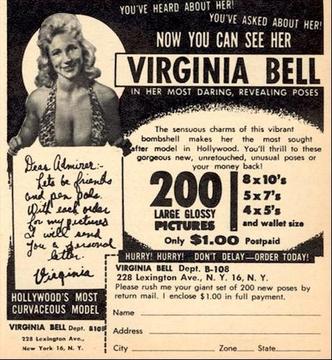 YOU'VE HEARD ABOUT HER!
YOU'VE ASKED ABOUT HER!
NOW YOU CAN SEE HER
VIRGINIA BELL
IN HER MOST DARING, REVEALING POSES
The sensuous charms of this vibrant
bombshell makes her the most sought
after model in Hollywood. You'll thrill to these
gorgeous new, unretouched, unusual poses or
your money back!
200
LARGE GLOSSY
PICTURES
8x10's
5x7's
4x5's
and wallet size
Only $1.00 Postpaid
Dear Admirer:-
Lets be friends
and pen pals.
With each order
for my pictures
I will send
you a personal
letter.
Virginia
HOLLYWOOD'S MOST
CURVACEOUS MODEL
VIRGINIA BELL Dept. B108
228 Lexington Ave.,
New York 16, N. Y.
HURRY! HURRY! DON'T DELAY—ORDER TODAY!
VIRGINIA BELL Dept. B-108
228 Lexington Ave., N. Y. 16, N. Y.
Please rush me your giant set of 200 new poses by
return mail. I enclose $1.00 in full payment.
Name
Address
City Zone State